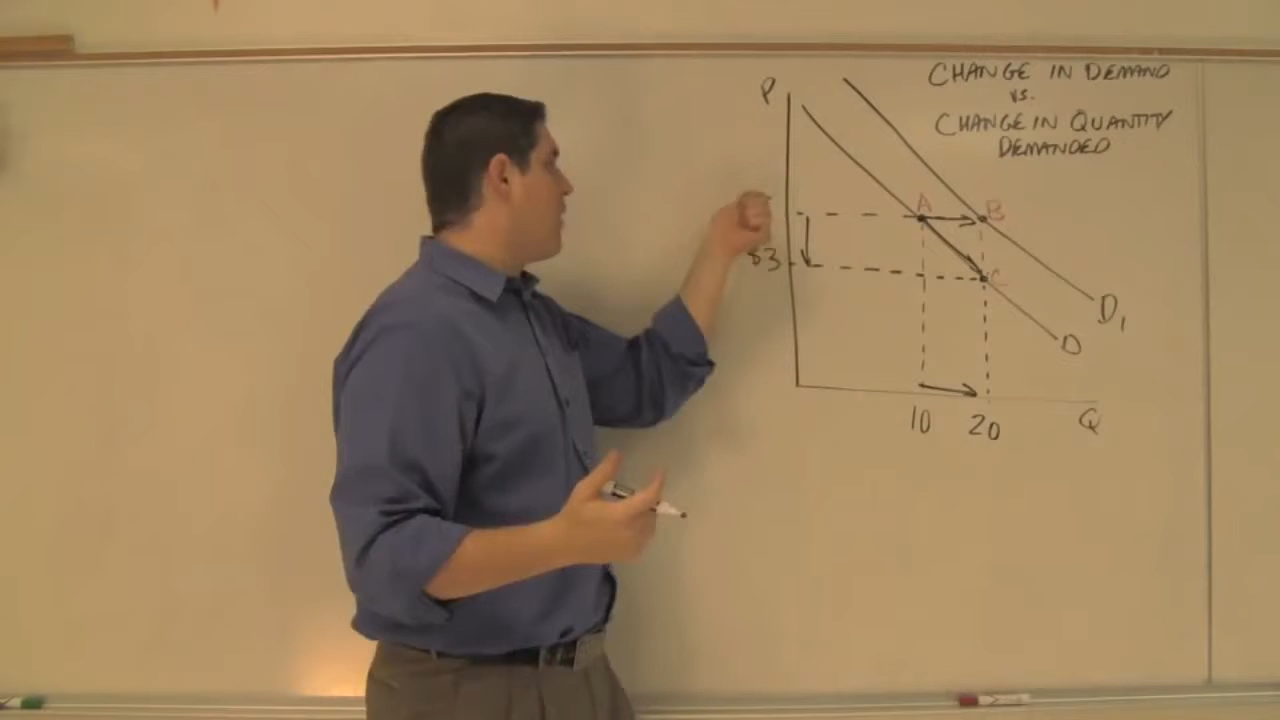 CHANGE IN DEMAND
vs.
CHANGE IN QUANTITY
DEMANDED
P
A
B
$3
C
D1
D
10
20
Q